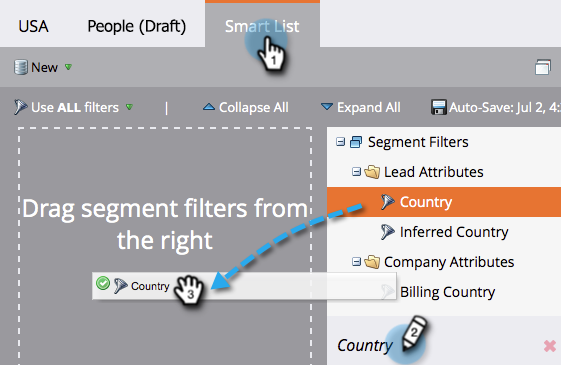 USA People (Draft) Smart List
1
New
Use ALL filters | Collapse All Expand All Auto-Save: Jul 2, 4:
Segment Filters
Lead Attributes
Drag segment filters from
the right
Country
Inferred Country
Company Attributes
Country
3
Billing Country
Country
2